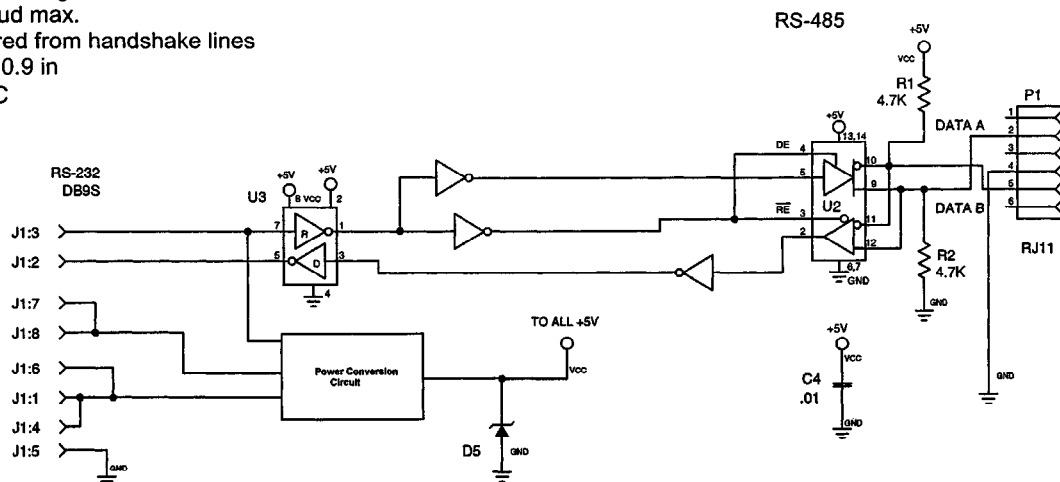 ud max.
red from handshake lines
0.9 in
C
RS-485
+5V
VCC
R1
4.7K
P1
1
2
3
4
5
6
RJ11
DATA A
DATA B
+5V
13,14
DE
4
5
10
9
U2
RE
3
2
11
12
6,7
GND
R2
4.7K
GND
GND
RS-232
DB9S
U3
+5V
8 VCC
+5V
2
7
R
1
5
D
3
4
J1:3
J1:2
J1:7
J1:8
J1:6
J1:1
J1:4
J1:5
GND
Power Conversion
Circuit
TO ALL +5V
VCC
D5
GND
+5V
VCC
C4
.01
GND